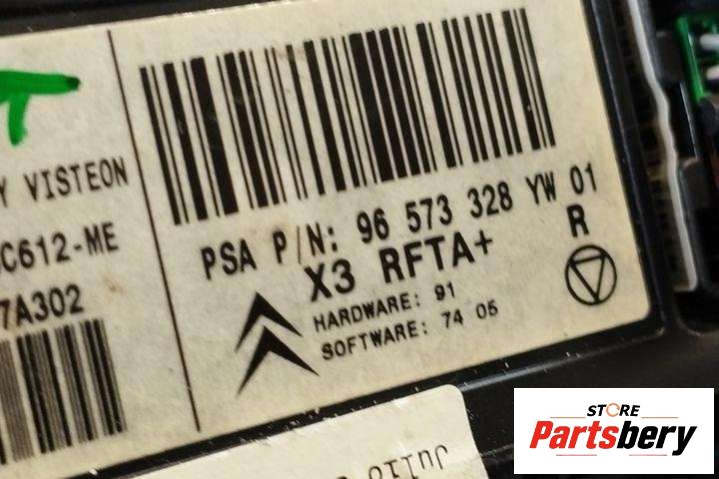 Y VISTEON
C612-ME
7A302
PSA P/N: 96 573 328 YW 01
X3 RFTA+ R
HARDWARE: 91
SOFTWARE: 74 05
STORE
Partsbery